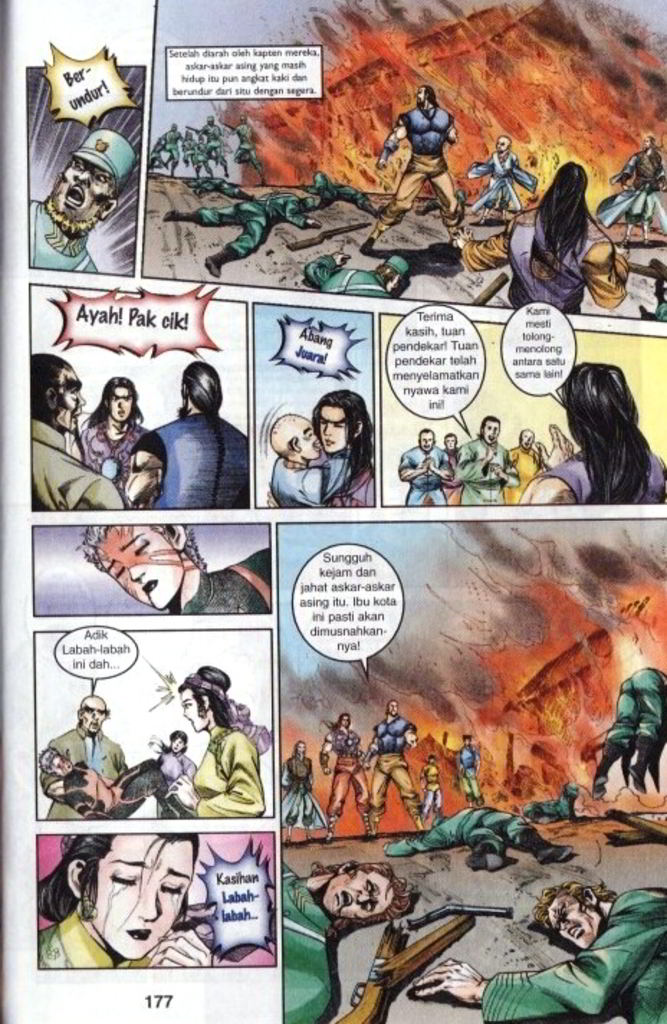 Ber-
undur!
Setelah diarah oleh kapten mereka,
askar-askar asing yang masih
hidup itu pun angkat kaki dan
berundur dari situ dengan segera.
Ayah! Pak cik!
Abang
Juara!
Terima
kasih, tuan
pendekar! Tuan
pendekar telah
menyelamatkan
nyawa kami
ini!
Kami
mesti
tolong-
menolong
antara satu
sama lain!
Adik
Labah-labah
ini dah...
Kasihan
Labah-
labah...
Sungguh
kejam dan
jahat askar-askar
asing itu. Ibu kota
ini pasti akan
dimusnahkan-
nya!
177